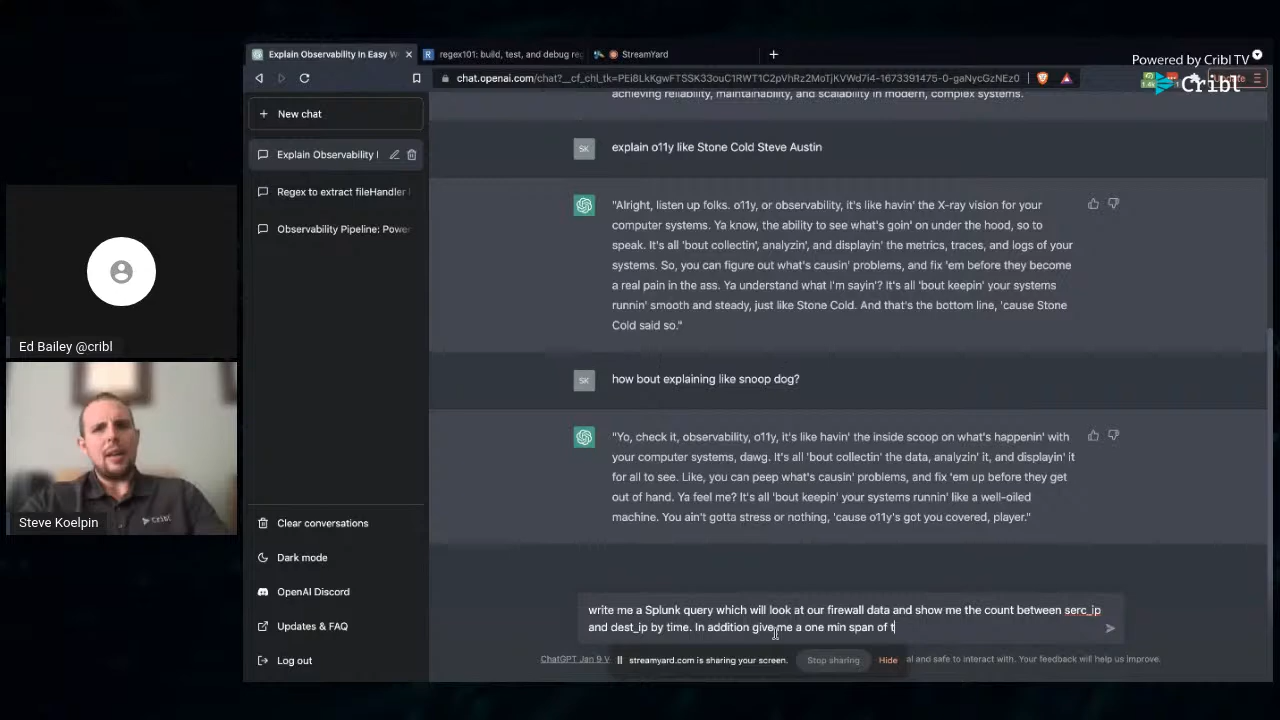 Explain Observability In Easy W
regex101: build, test, and debug reg
StreamYard
Powered by Cribl TV
chat.openai.com/chat?__cf_chl_tk=
Cribl
New chat
Explain Observability I
Regex to extract fileHandler
Observability Pipeline: Power
achieving reliability, maintainability, and scalability in modern, complex systems.
SK
explain o11y like Stone Cold Steve Austin
"Alright, listen up folks. o11y, or observability, it's like havin' the X-ray vision for your
computer systems. Ya know, the ability to see what's goin' on under the hood, so to
speak. It's all 'bout collectin', analyzin', and displayin' the metrics, traces, and logs of your
systems. So, you can figure out what's causin' problems, and fix 'em before they become
a real pain in the ass. Ya understand what I'm sayin'? It's all 'bout keepin' your systems
runnin' smooth and steady, just like Stone Cold. And that's the bottom line, 'cause Stone
Cold said so."
SK
how bout explaining like snoop dog?
"Yo, check it, observability, o11y, it's like havin' the inside scoop on what's happenin' with
your computer systems, dawg. It's all 'bout collectin' the data, analyzin' it, and displayin' it
for all to see. Like, you can peep what's causin' problems, and fix 'em up before they get
out of hand. Ya feel me? It's all 'bout keepin' your systems runnin' like a well-oiled
machine. You ain't gotta stress or nothing, 'cause o11y's got you covered, player."
Ed Bailey @cribl
Steve Koelpin
Cribl
Clear conversations
Dark mode
OpenAI Discord
Updates & FAQ
Log out
write me a Splunk query which will look at our firewall data and show me the count between serc_ip
and dest_ip by time. In addition give me a one min span of t
ChatGPT Jan 9 V
streamyard.com is sharing your screen.
Stop sharing
Hide
al and safe to interact with. Your feedback will help us improve.